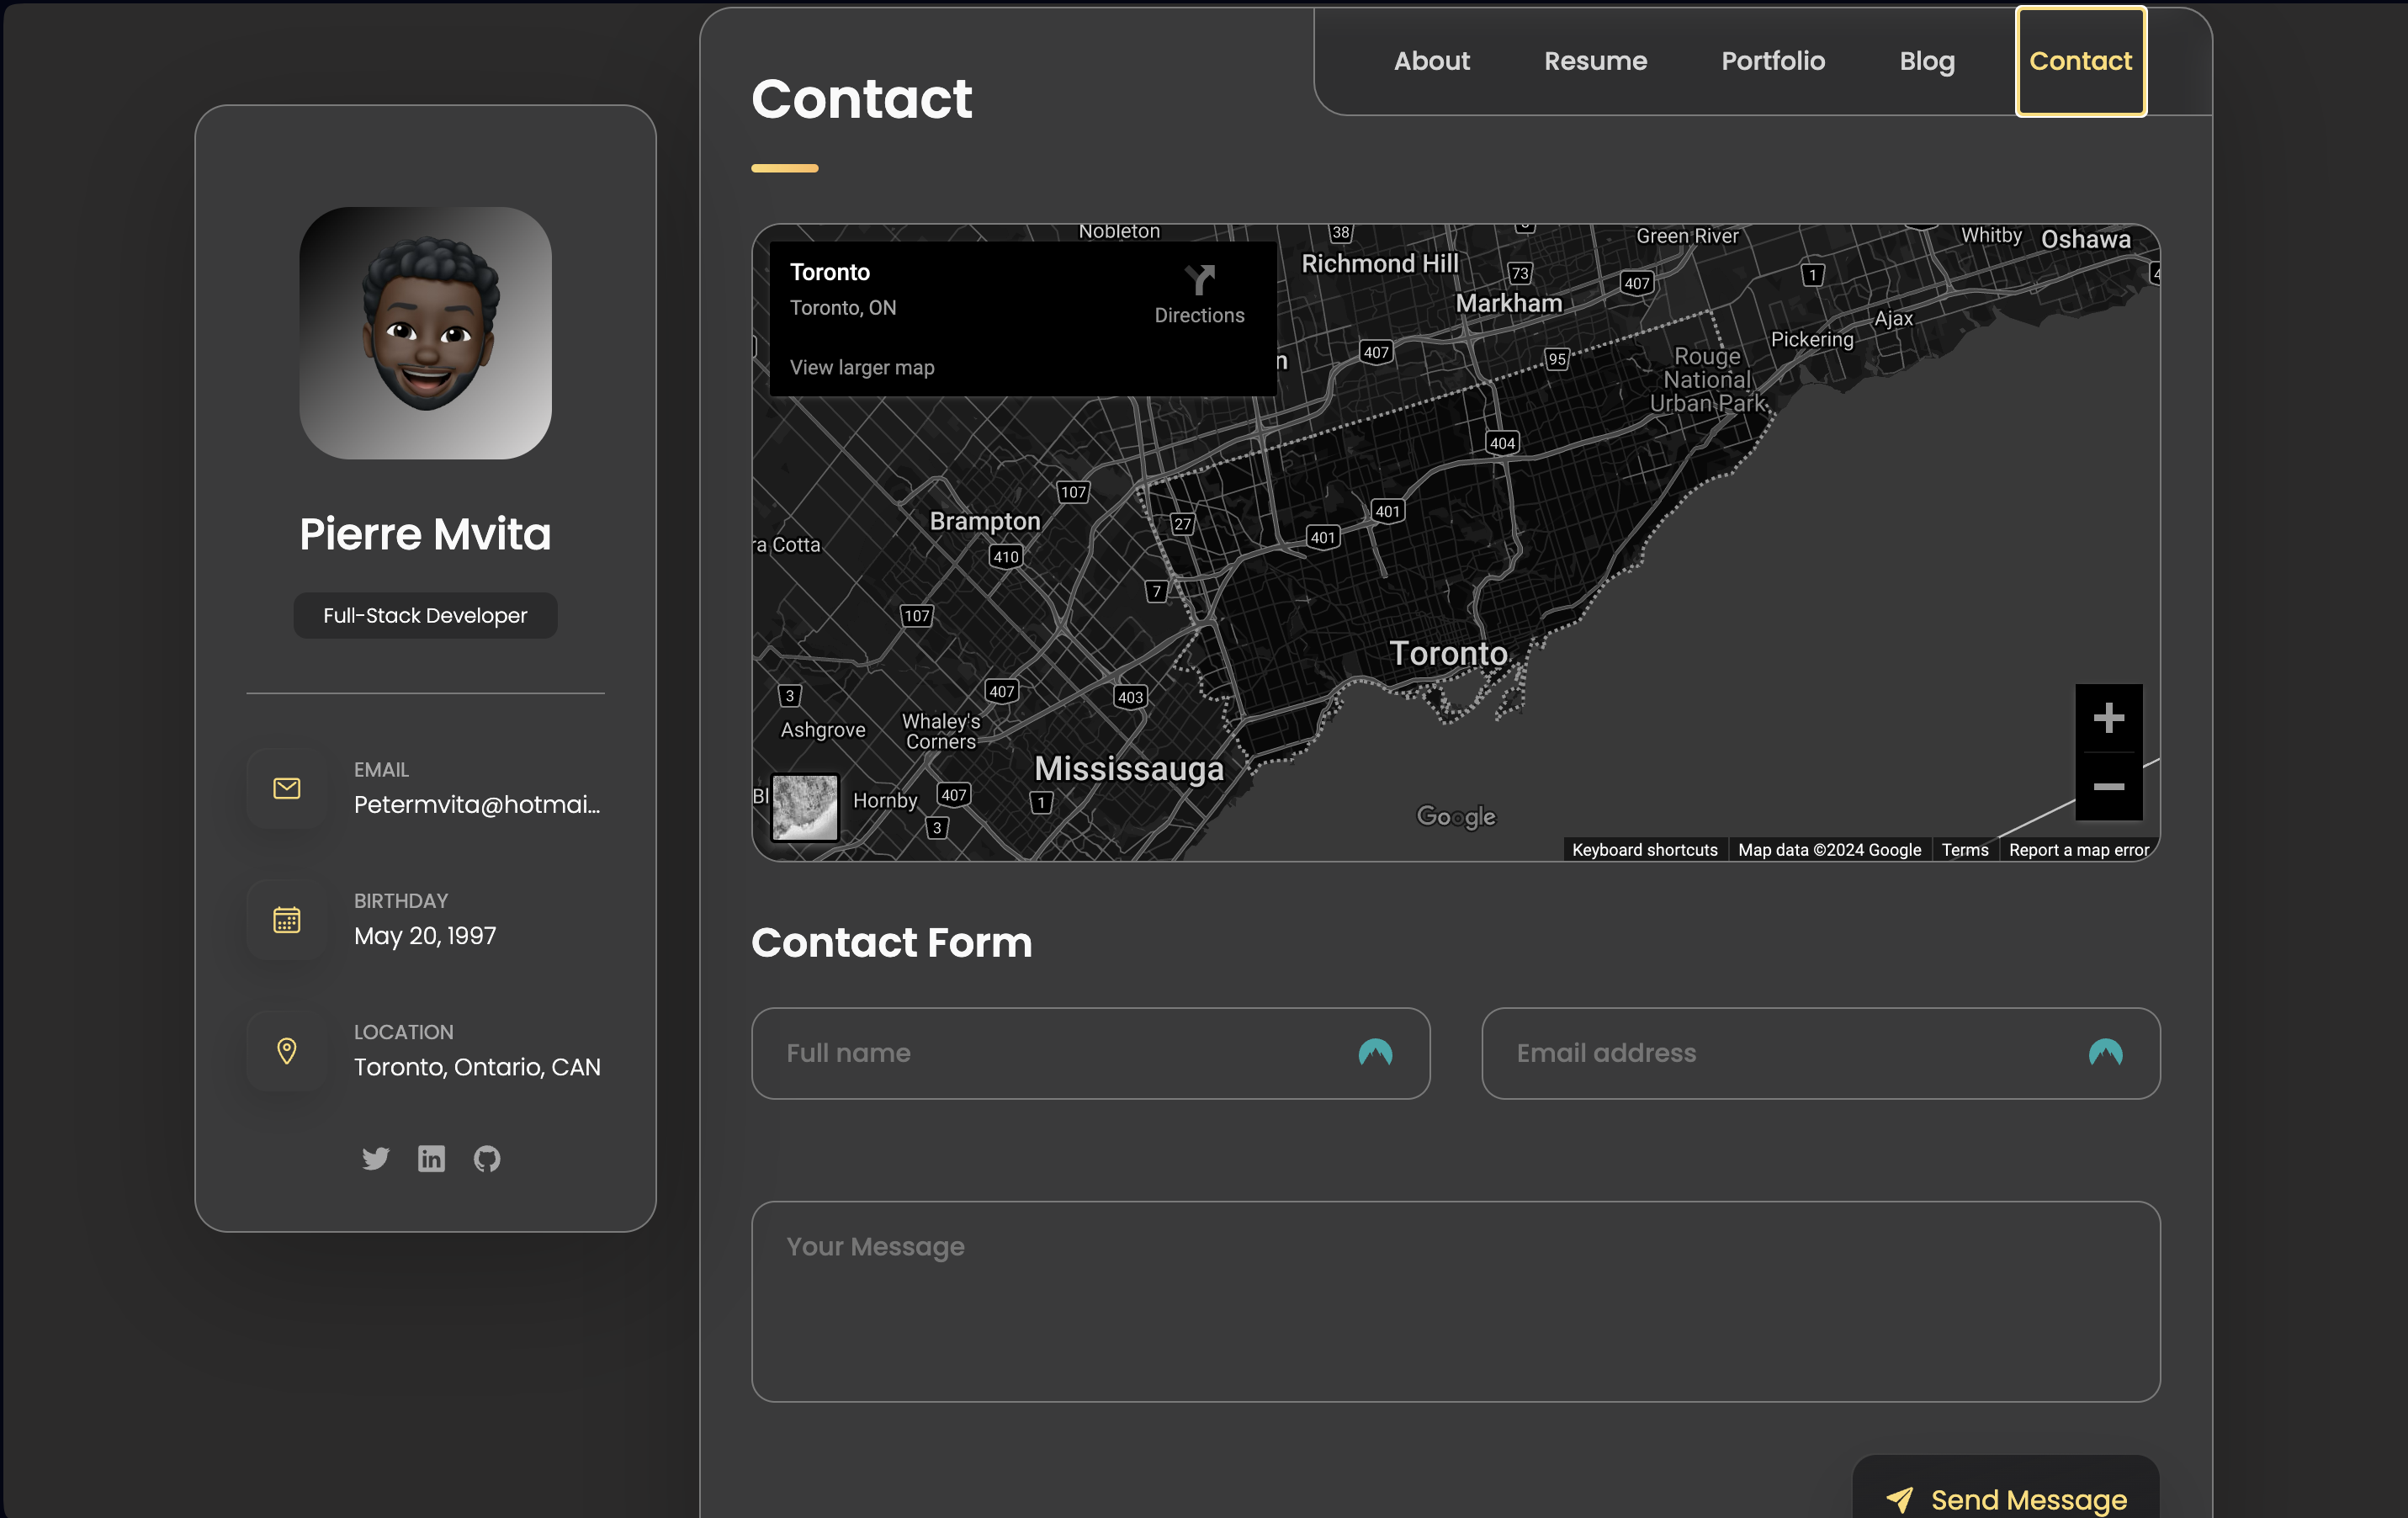 About
Resume
Portfolio
Blog
Contact
Contact
Pierre Mvita
Full-Stack Developer
EMAIL
Petermvita@hotmai...
BIRTHDAY
May 20, 1997
LOCATION
Toronto, Ontario, CAN
Toronto
Toronto, ON
Directions
View larger map
Nobleton
38
Green River
Whitby
Oshawa
Richmond Hill
73
407
1
Markham
Ajax
Pickering
407
95
Rouge
National
Urban Park
404
107
401
Brampton
27
401
ra Cotta
410
7
107
Toronto
407
403
3
Ashgrove
Whaley's
Corners
Mississauga
Hornby
407
1
3
Google
Keyboard shortcuts
Map data ©2024 Google
Terms
Report a map error
Contact Form
Full name
Email address
Your Message
Send Message